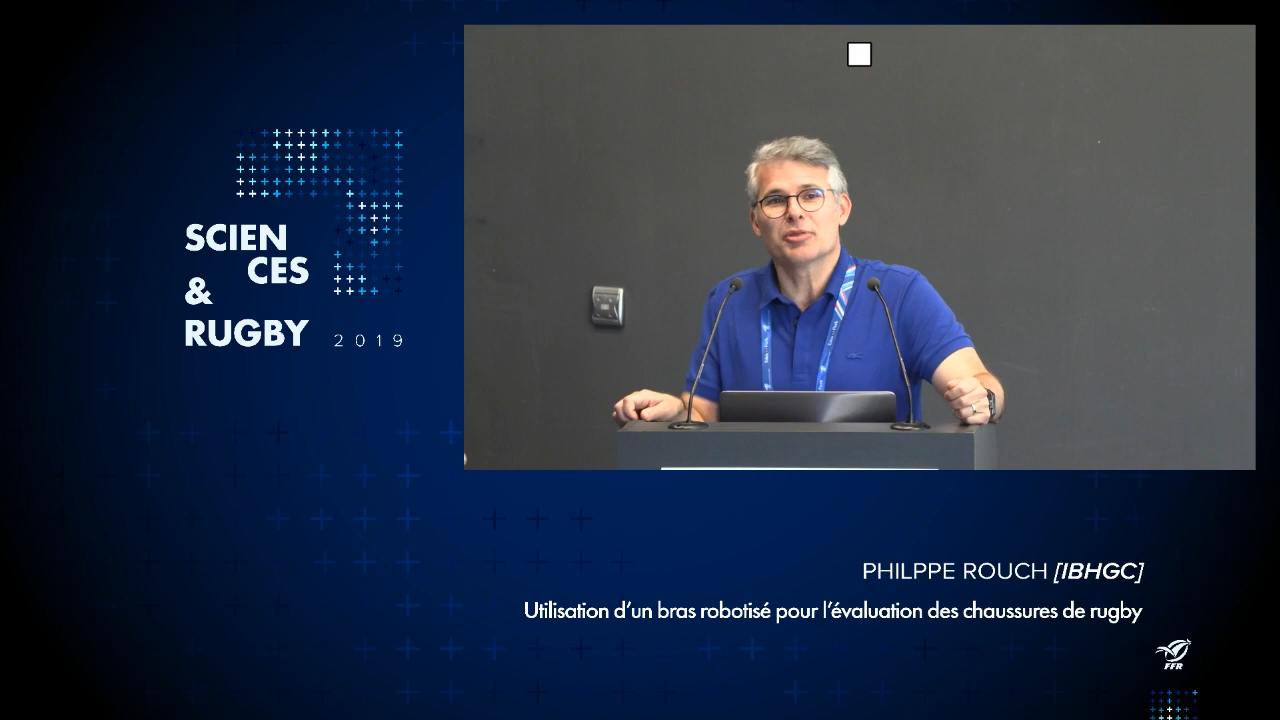 SCIEN
CES
&
RUGBY 2019
PHILPPE ROUCH [IBHGC]
Utilisation d'un bras robotisé pour l'évaluation des chaussures de rugby
FFR